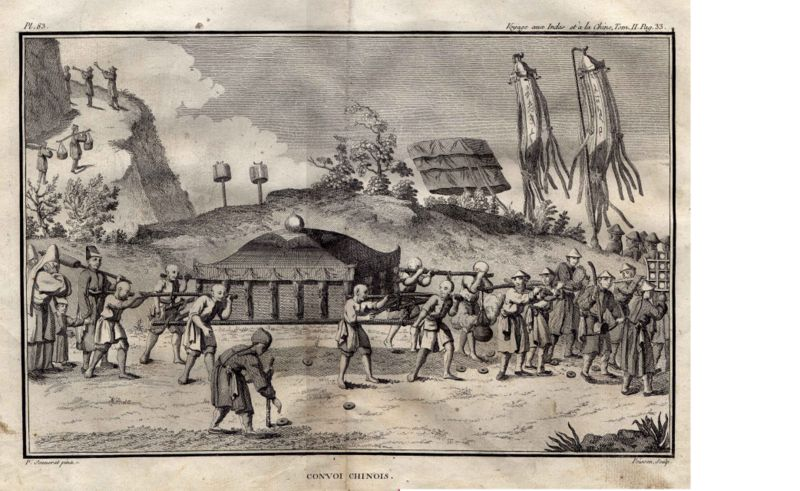 Pl. 83.
Voyage aux Indes et a la Chine, Tom. II. Pag. 33.
P. Sonnerat pinx.
Poisson, Sculp.
CONVOI CHINOIS.